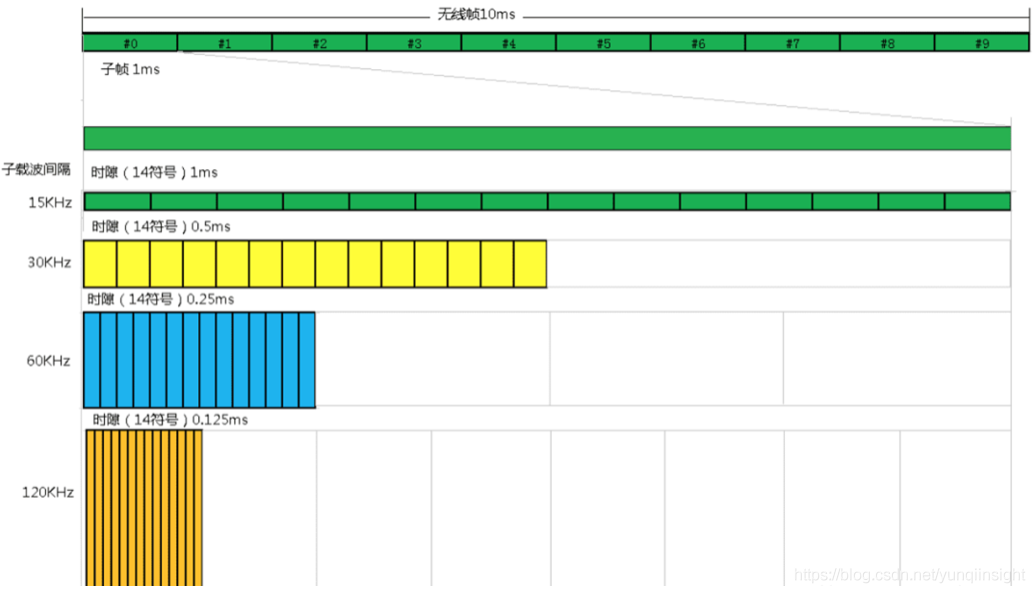 无线帧10ms
#0 #1 #2 #3 #4 #5 #6 #7 #8 #9
子帧 1ms
子载波间隔
时隙（14符号）1ms
15KHz
时隙（14符号）0.5ms
30KHz
时隙（14符号）0.25ms
60KHz
时隙（14符号）0.125ms
120KHz
https://blog.csdn.net/yunqiinsight